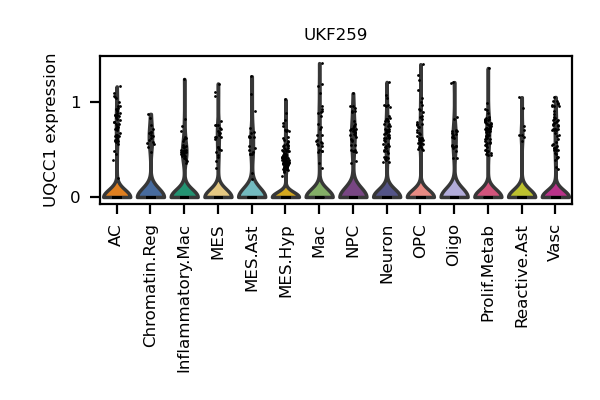 UKF259
UQCC1 expression
1
0
AC
Chromatin.Reg
Inflammatory.Mac
MES
MES.Ast
MES.Hyp
Mac
NPC
Neuron
OPC
Oligo
Prolif.Metab
Reactive.Ast
Vasc